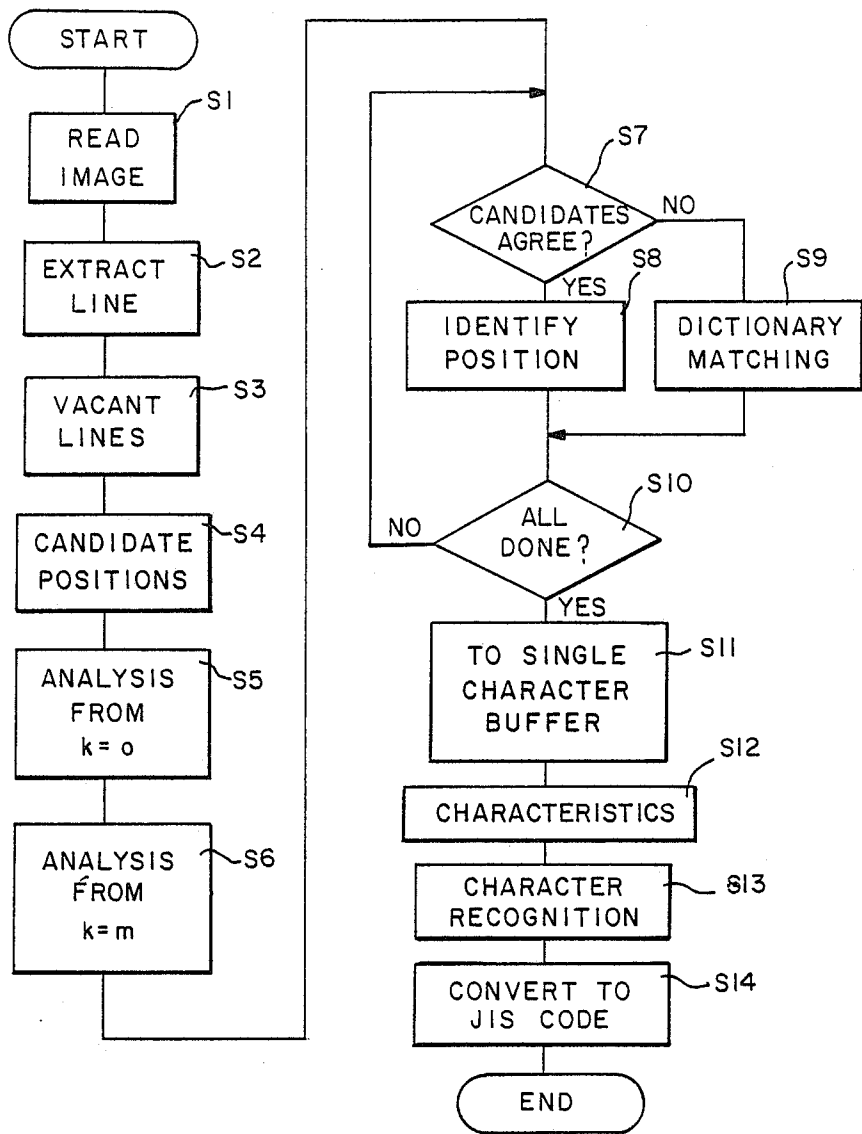 START
S1
READ
IMAGE
S2
EXTRACT
LINE
S3
VACANT
LINES
S4
CANDIDATE
POSITIONS
S5
ANALYSIS
FROM
k = o
S6
ANALYSIS
FROM
k = m
S7
CANDIDATES
AGREE?
NO
YES
S8
IDENTIFY
POSITION
S9
DICTIONARY
MATCHING
S10
ALL
DONE?
NO
YES
S11
TO SINGLE
CHARACTER
BUFFER
S12
CHARACTERISTICS
S13
CHARACTER
RECOGNITION
S14
CONVERT TO
JIS CODE
END